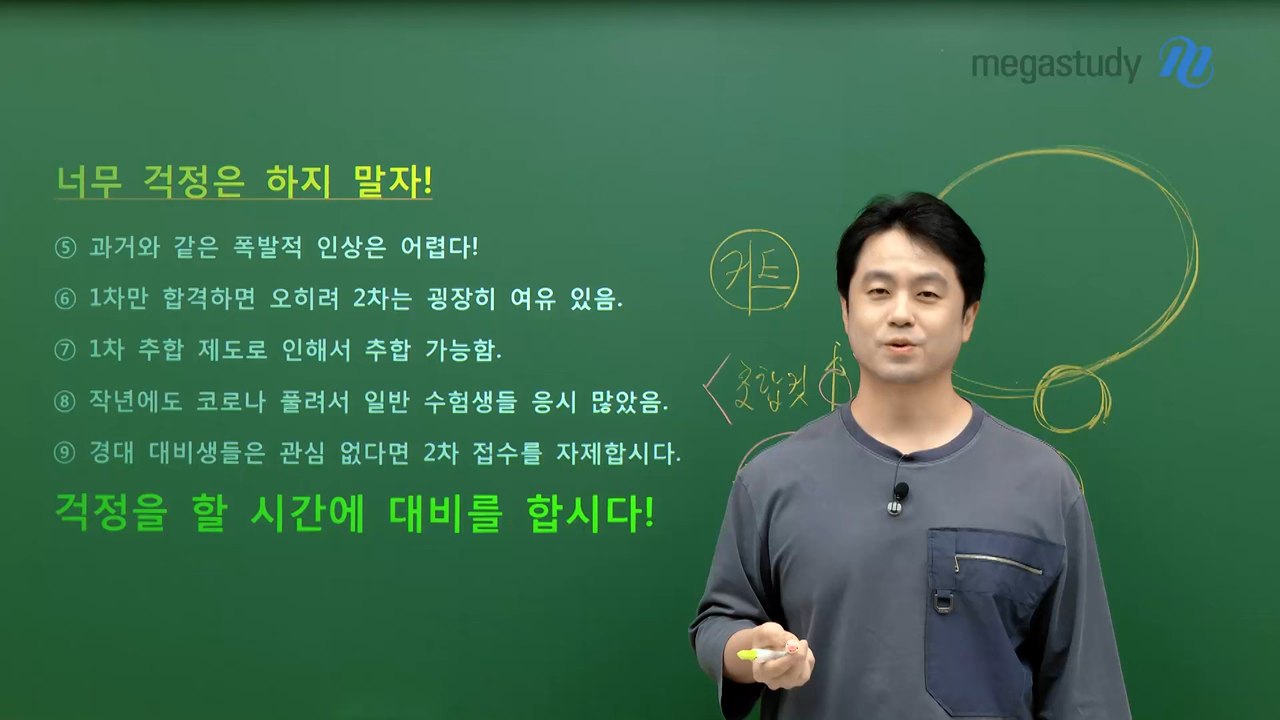 megastudy
너무 걱정은 하지 말자!
⑤ 과거와 같은 폭발적 인상은 어렵다!
⑥ 1차만 합격하면 오히려 2차는 굉장히 여유 있음.
⑦ 1차 추합 제도로 인해서 추합 가능함.
⑧ 작년에도 코로나 풀려서 일반 수험생들 응시 많았음.
⑨ 경대 대비생들은 관심 없다면 2차 접수를 자제합시다.
걱정을 할 시간에 대비를 합시다!
커트